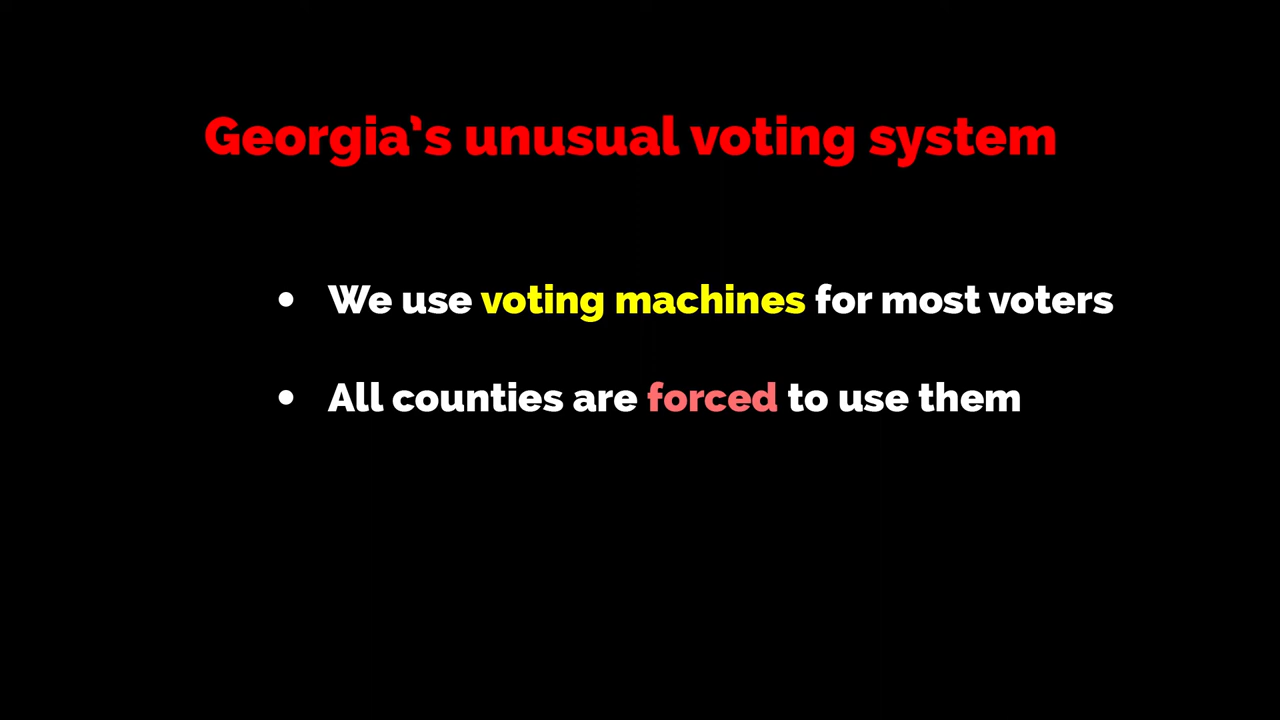 Georgia’s unusual voting system
• We use voting machines for most voters
• All counties are forced to use them